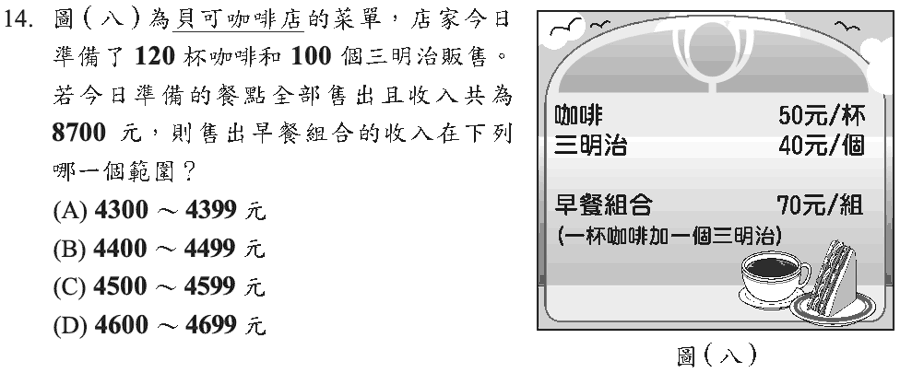 14. 圖(八)為貝可咖啡店的菜單，店家今日
準備了 120 杯咖啡和 100 個三明治販售。
若今日準備的餐點全部售出且收入共為
8700 元，則售出早餐組合的收入在下列
哪一個範圍？
(A) 4300 ～ 4399 元
(B) 4400 ～ 4499 元
(C) 4500 ～ 4599 元
(D) 4600 ～ 4699 元
咖啡 50元/杯
三明治 40元/個
早餐組合 70元/組
(一杯咖啡加一個三明治)
圖(八)